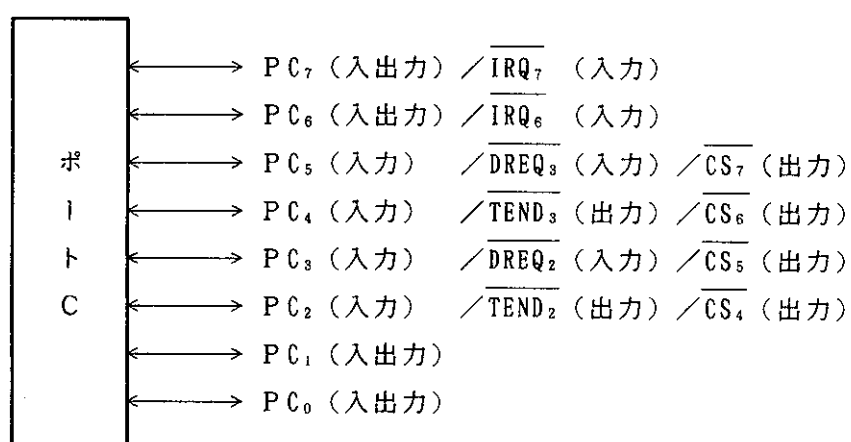 PC₇（入出力）／IRQ₇（入力）
PC₆（入出力）／IRQ₆（入力）
PC₅（入力）／DREQ₃（入力）／CS₇（出力）
PC₄（入力）／TEND₃（出力）／CS₆（出力）
PC₃（入力）／DREQ₂（入力）／CS₅（出力）
PC₂（入力）／TEND₂（出力）／CS₄（出力）
PC₁（入出力）
PC₀（入出力）
ポートC